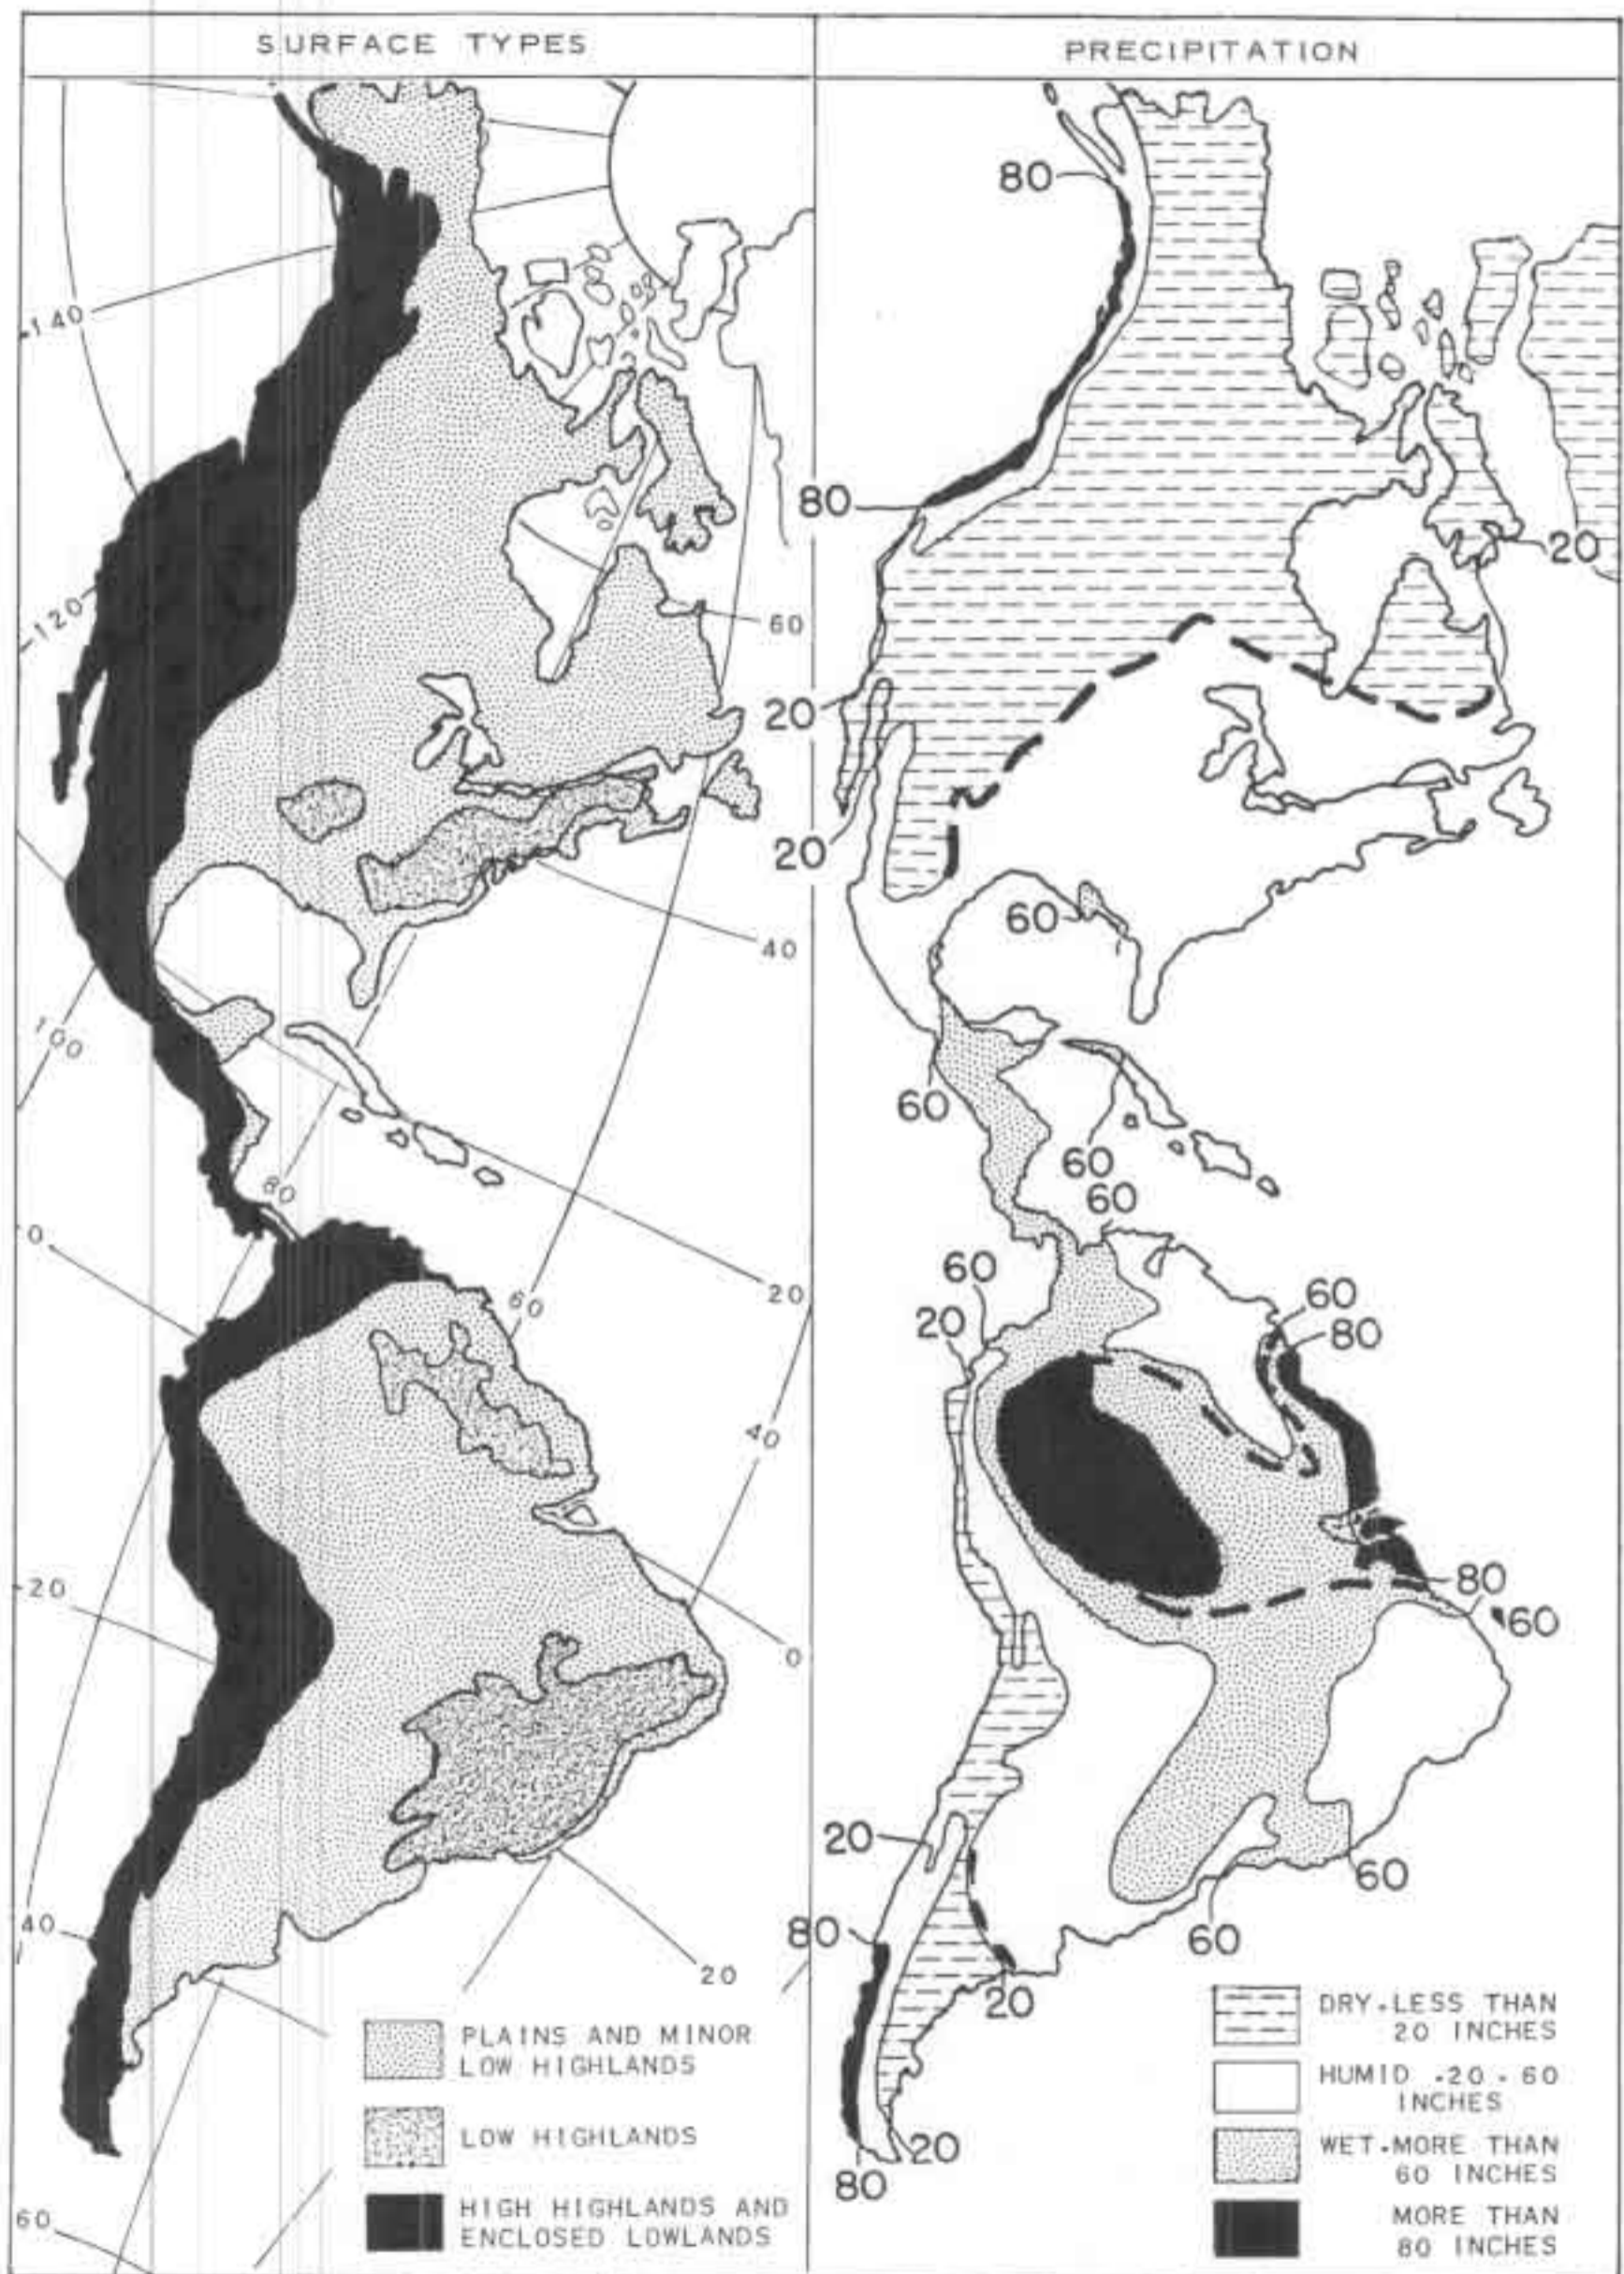 SURFACE TYPES
140
120
60
40
100
80
0
60
20
40
20
0
40
20
60
PLAINS AND MINOR
LOW HIGHLANDS
LOW HIGHLANDS
HIGH HIGHLANDS AND
ENCLOSED LOWLANDS
PRECIPITATION
80
80
20
20
20
60
60
60
60
60
20
60
80
80
60
20
60
80
60
20
20
80
DRY-LESS THAN
20 INCHES
HUMID -20-60
INCHES
WET-MORE THAN
60 INCHES
MORE THAN
80 INCHES